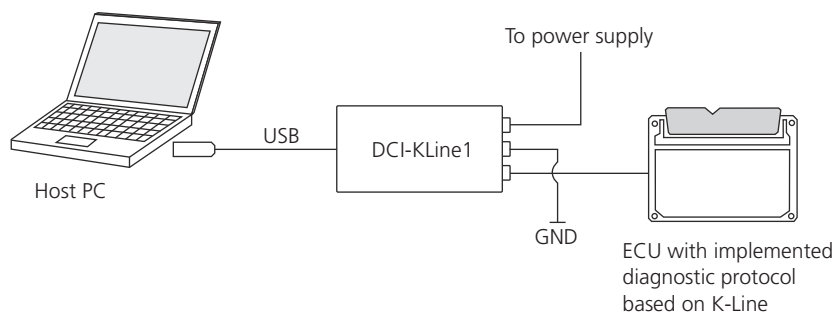 To power supply
USB
DCI-KLine1
Host PC
GND
ECU with implemented
diagnostic protocol
based on K-Line